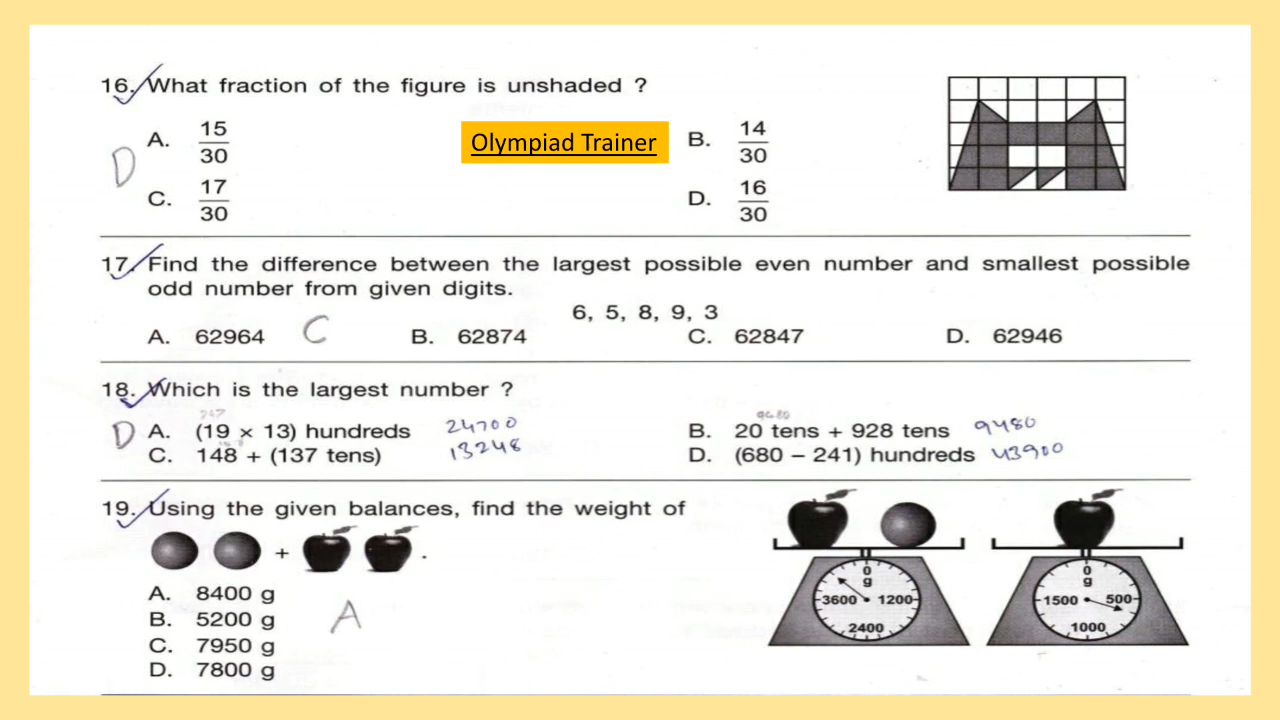 16. What fraction of the figure is unshaded ?
A. 15/30
Olympiad Trainer
B. 14/30
D
C. 17/30
D. 16/30
17. Find the difference between the largest possible even number and smallest possible
odd number from given digits.
6, 5, 8, 9, 3
A. 62964 C B. 62874 C. 62847 D. 62946
18. Which is the largest number ?
247
9480
D A. (19 × 13) hundreds 24700 B. 20 tens + 928 tens 9480
C. 148 + (137 tens) 13248 D. (680 – 241) hundreds 43900
19. Using the given balances, find the weight of
+ .
A. 8400 g
B. 5200 g
A
C. 7950 g
D. 7800 g
0
g
3600 1200
2400
0
g
1500 500
1000